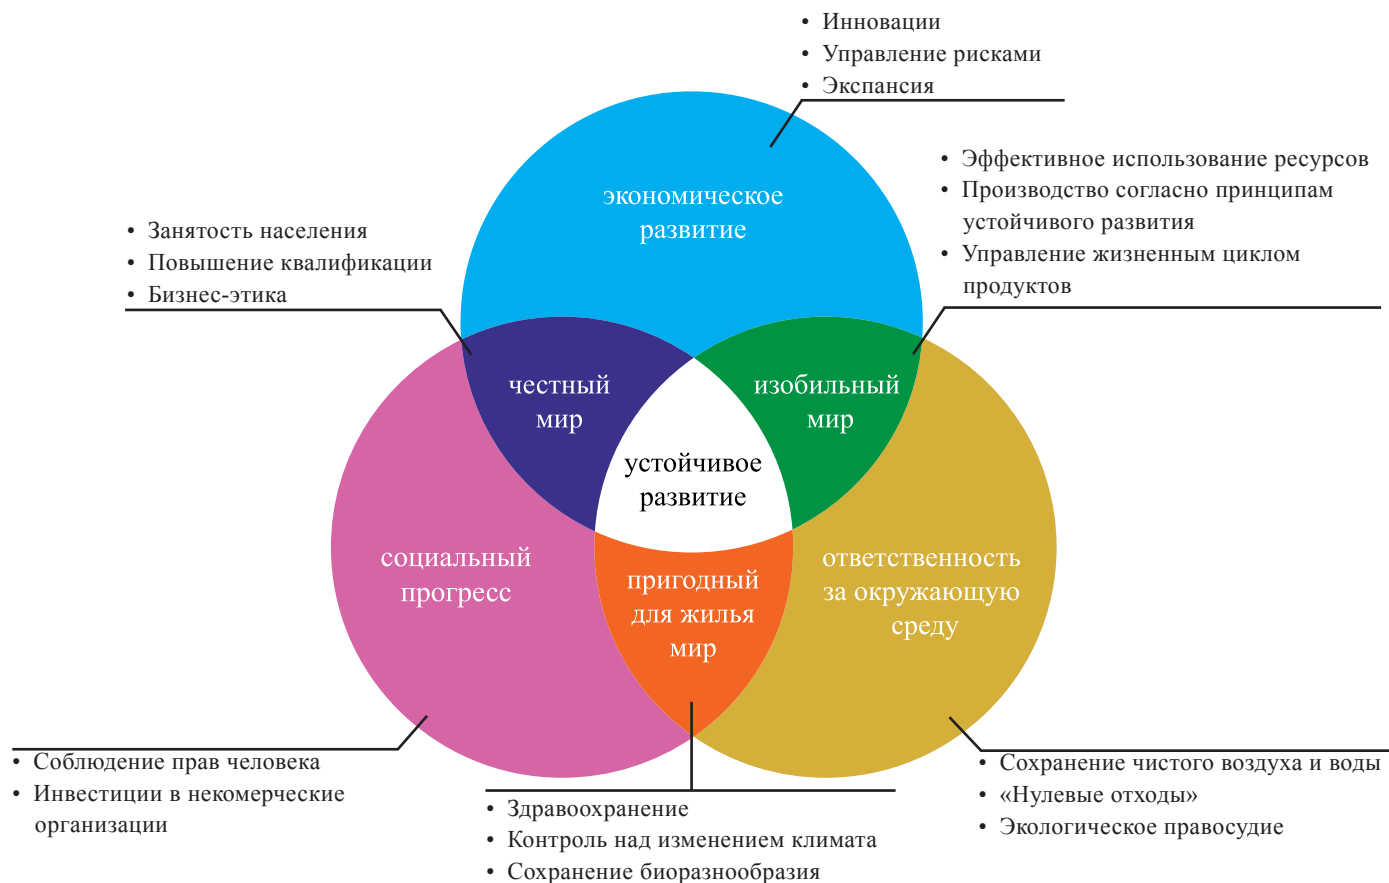 • Инновации
• Управление рисками
• Экспансия
• Эффективное использование ресурсов
• Производство согласно принципам
устойчивого развития
• Управление жизненным циклом
продуктов
• Занятость населения
• Повышение квалификации
• Бизнес-этика
экономическое
развитие
честный
мир
изобильный
мир
устойчивое
развитие
социальный
прогресс
пригодный
для жилья
мир
ответственность
за окружающую
среду
• Соблюдение прав человека
• Инвестиции в некомерческие
организации
• Здравоохранение
• Контроль над изменением климата
• Сохранение биоразнообразия
• Сохранение чистого воздуха и воды
• «Нулевые отходы»
• Экологическое правосудие